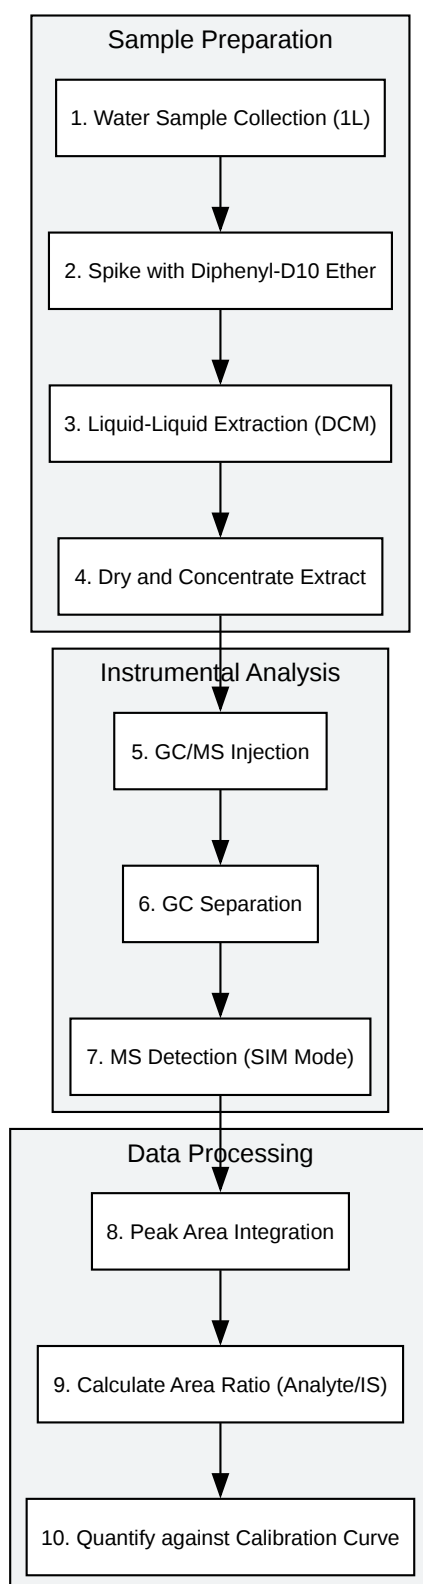 Sample Preparation
1. Water Sample Collection (1L)
2. Spike with Diphenyl-D10 Ether
3. Liquid-Liquid Extraction (DCM)
4. Dry and Concentrate Extract
Instrumental Analysis
5. GC/MS Injection
6. GC Separation
7. MS Detection (SIM Mode)
Data Processing
8. Peak Area Integration
9. Calculate Area Ratio (Analyte/IS)
10. Quantify against Calibration Curve